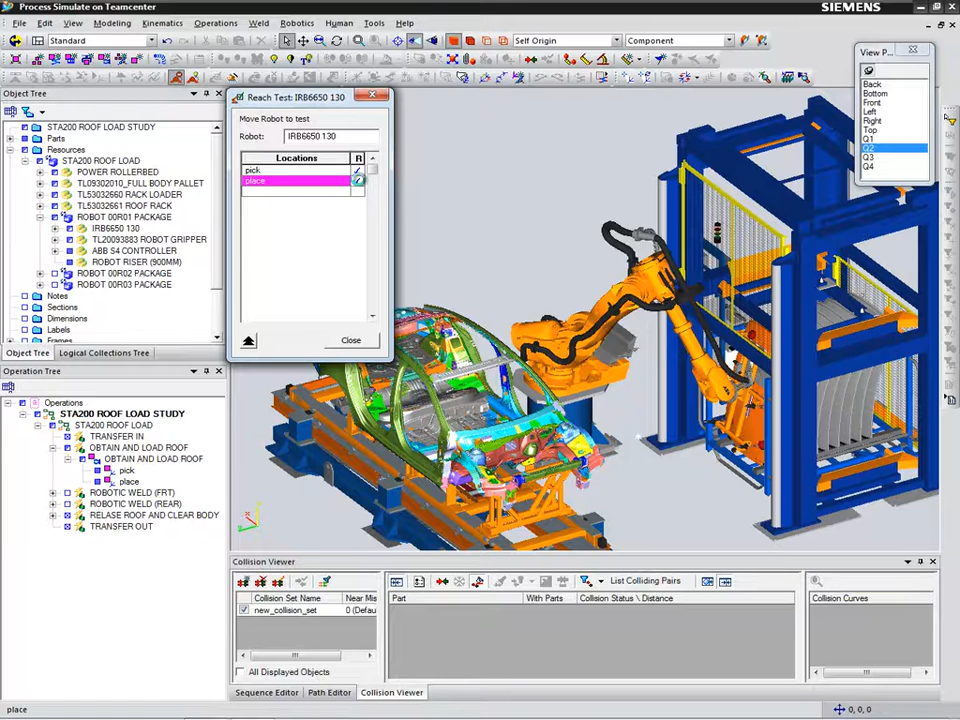 Process Simulate on Teamcenter
SIEMENS
File Edit View Modeling Kinematics Operations Weld Robotics Human Tools Help
Standard
Self Origin
Component
Object Tree
STA200 ROOF LOAD STUDY
Parts
Resources
STA200 ROOF LOAD
POWER ROLLERBED
TL09302010_FULL BODY PALLET
TL53032660 RACK LOADER
TL53032661 ROOF RACK
ROBOT 00R01 PACKAGE
IRB6650 130
TL20093883 ROBOT GRIPPER
ABB S4 CONTROLLER
ROBOT RISER (900MM)
ROBOT 00R02 PACKAGE
ROBOT 00R03 PACKAGE
Notes
Sections
Dimensions
Labels
Frames
Object Tree
Logical Collections Tree
Operation Tree
Operations
STA200 ROOF LOAD STUDY
STA200 ROOF LOAD
TRANSFER IN
OBTAIN AND LOAD ROOF
OBTAIN AND LOAD ROOF
pick
place
ROBOTIC WELD (FRT)
ROBOTIC WELD (REAR)
RELASE ROOF AND CLEAR BODY
TRANSFER OUT
Reach Test: IRB6650 130
Move Robot to test
Robot: IRB6650 130
Locations R
pick
place
Close
View P...
Back
Bottom
Front
Left
Right
Top
Q1
Q2
Q3
Q4
Collision Viewer
List Colliding Pairs
Collision Set Name Near Mis
new_collision_set 0 (Defau
Part With Parts Collision Status \ Distance
Collision Curves
All Displayed Objects
Sequence Editor Path Editor Collision Viewer
place
0, 0, 0